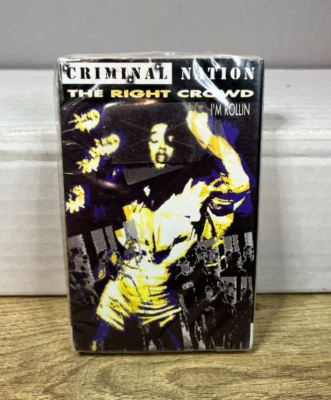 CRIMINAL NATION
THE RIGHT CROWD
I'M ROLLIN